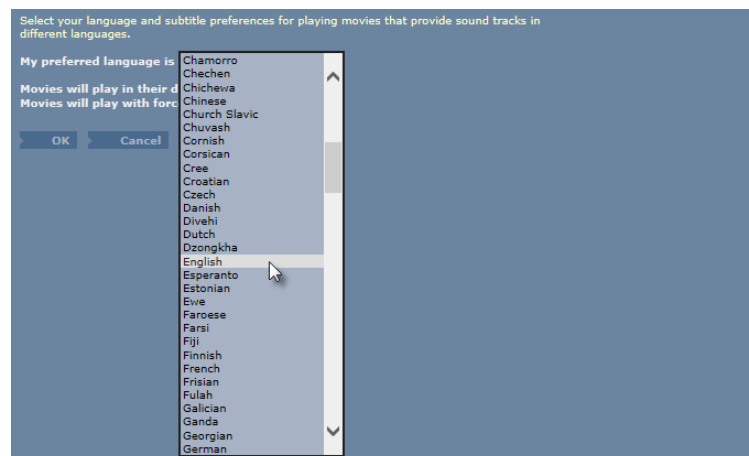 Select your language and subtitle preferences for playing movies that provide sound tracks in
different languages.
My preferred language is
Movies will play in their d
Movies will play with forc
OK
Cancel
Chamorro
Chechen
Chichewa
Chinese
Church Slavic
Chuvash
Cornish
Corsican
Cree
Croatian
Czech
Danish
Divehi
Dutch
Dzongkha
English
Esperanto
Estonian
Ewe
Faroese
Farsi
Fiji
Finnish
French
Frisian
Fulah
Galician
Ganda
Georgian
German